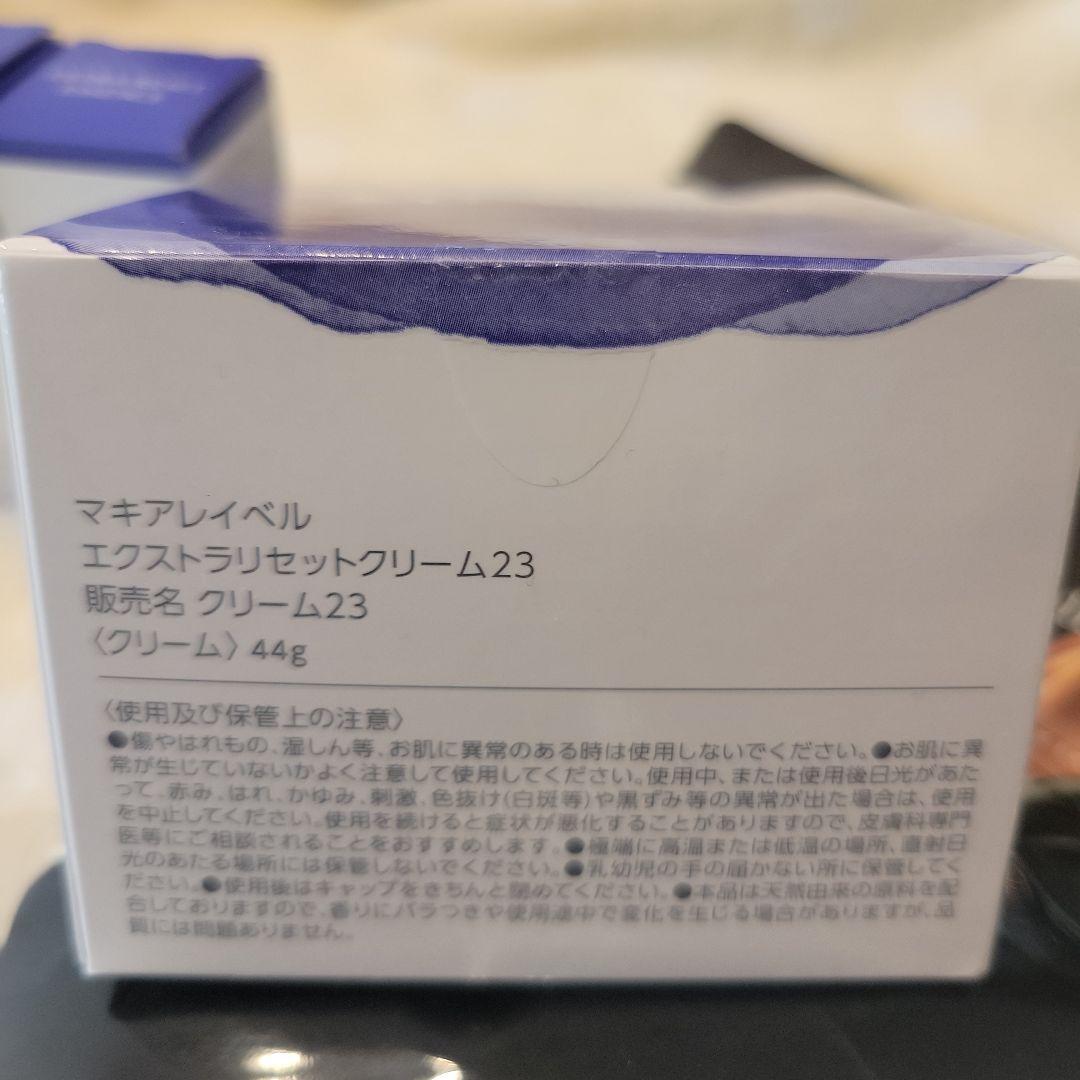 マキアレイベル
エクストラリセットクリーム23
販売名 クリーム23
〈クリーム〉 44g
〈使用及び保管上の注意〉
●傷やはれもの、湿しん等、お肌に異常のある時は使用しないでください。●お肌に異
常が生じていないかよく注意して使用してください。使用中、または使用後日光があた
って、赤み、はれ、かゆみ、刺激、色抜け(白斑等)や黒ずみ等の異常が出た場合は、使用
を中止してください。使用を続けると症状が悪化することがありますので、皮膚科専門
医等にご相談されることをおすすめします。●極端に高温または低温の場所、直射日
光のあたる場所には保管しないでください。●乳幼児の手の届かない所に保管してく
ださい。●使用後はキャップをきちんと閉めてください。●本品は天然由来の原料を配
合しておりますので、香りにバラつきや使用途中で変化を生じる場合がありますが、品
質には問題ありません。